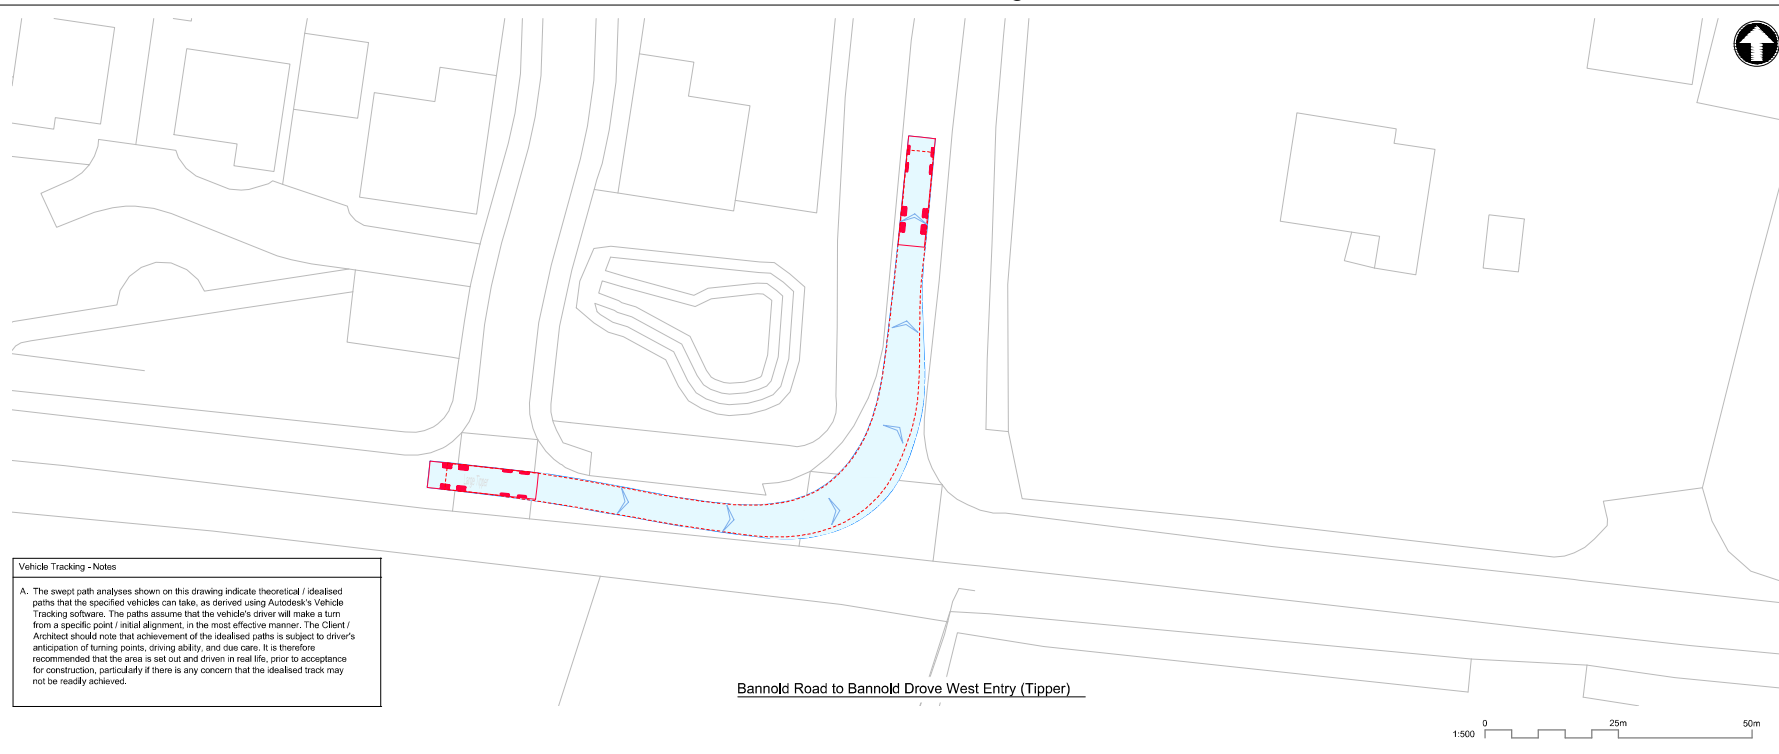 Vehicle Tracking - Notes
A. The swept path analyses shown on this drawing indicate theoretical / idealised
paths that the specified vehicles can take, as derived using Autodesk's Vehicle
Tracking software. The paths assume that the vehicle's driver will make a turn
from a specific point / initial alignment, in the most effective manner. The Client /
Architect should note that achievement of the idealised paths is subject to driver's
anticipation of turning points, driving ability, and due care. It is therefore
recommended that the area is set out and driven in real life, prior to acceptance
for construction, particularly if there is any concern that the idealised track may
not be readily achieved.
Bannold Road to Bannold Drove West Entry (Tipper)
0 25m 50m
1:500